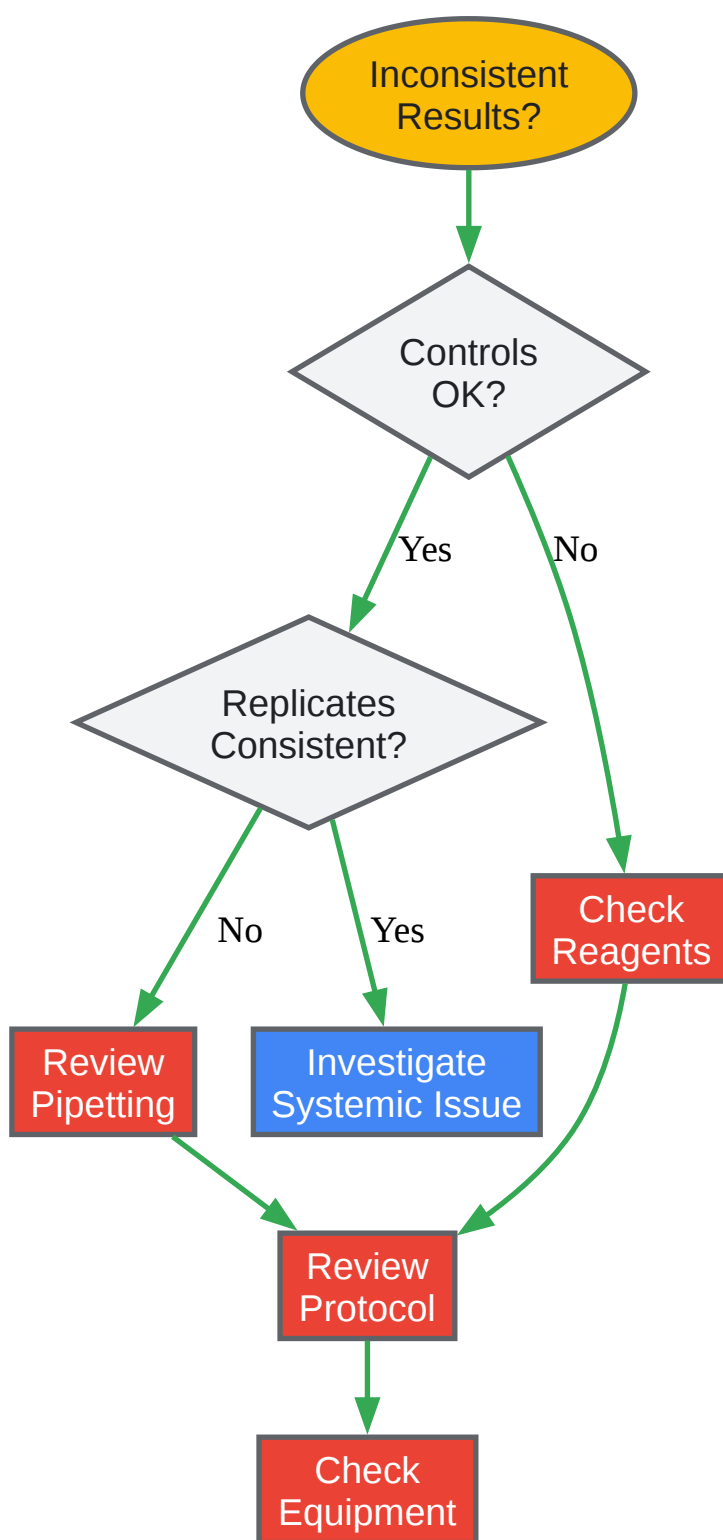 Inconsistent
Results?
Controls
OK?
Yes
No
Replicates
Consistent?
No
Yes
Check
Reagents
Review
Pipetting
Investigate
Systemic Issue
Review
Protocol
Check
Equipment